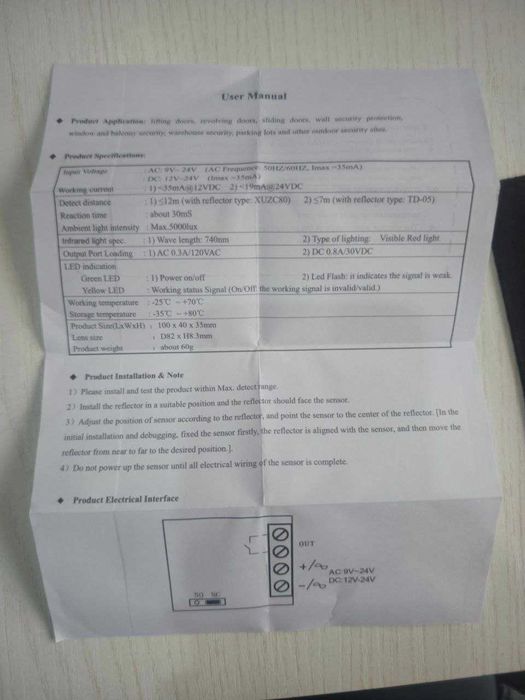 User Manual
◆ Product Application: lifting doors, revolving doors, sliding doors, wall security protection,
window and balcony security, warehouse security, parking lots and other outdoor security sites.
◆ Product Specifications:
Input Voltage : AC 9V- 24V (AC Frequency 50HZ/60HZ, Imax ~35mA)
: DC 12V-24V (Imax ~35mA)
Working current : 1) <35mA@12VDC 2) <19mA@24VDC
Detect distance : 1) ≤12m (with reflector type: XUZC80) 2) ≤7m (with reflector type: TD-05)
Reaction time : about 30mS
Ambient light intensity : Max.5000lux
Infrared light spec. : 1) Wave length: 740nm 2) Type of lighting: Visible Red light
Output Port Loading : 1) AC 0.3A/120VAC 2) DC 0.8A/30VDC
LED indication
Green LED : 1) Power on/off 2) Led Flash: it indicates the signal is weak.
Yellow LED : Working status Signal (On/Off: the working signal is invalid/valid.)
Working temperature : -25℃ ~ +70℃
Storage temperature : -35℃ ~ +80℃
Product Size(LxWxH) : 100 x 40 x 35mm
Lens size : D82 x H8.3mm
Product weight : about 60g
◆ Product Installation & Note
1) Please install and test the product within Max. detect range.
2) Install the reflector in a suitable position and the reflector should face the sensor.
3) Adjust the position of sensor according to the reflector, and point the sensor to the center of the reflector. [In the
initial installation and debugging, fixed the sensor firstly, the reflector is aligned with the sensor, and then move the
reflector from near to far to the desired position.].
4) Do not power up the sensor until all electrical wiring of the sensor is complete.
◆ Product Electrical Interface
OUT
+/∞ AC:9V~24V
-/∞ DC:12V-24V
NO NC